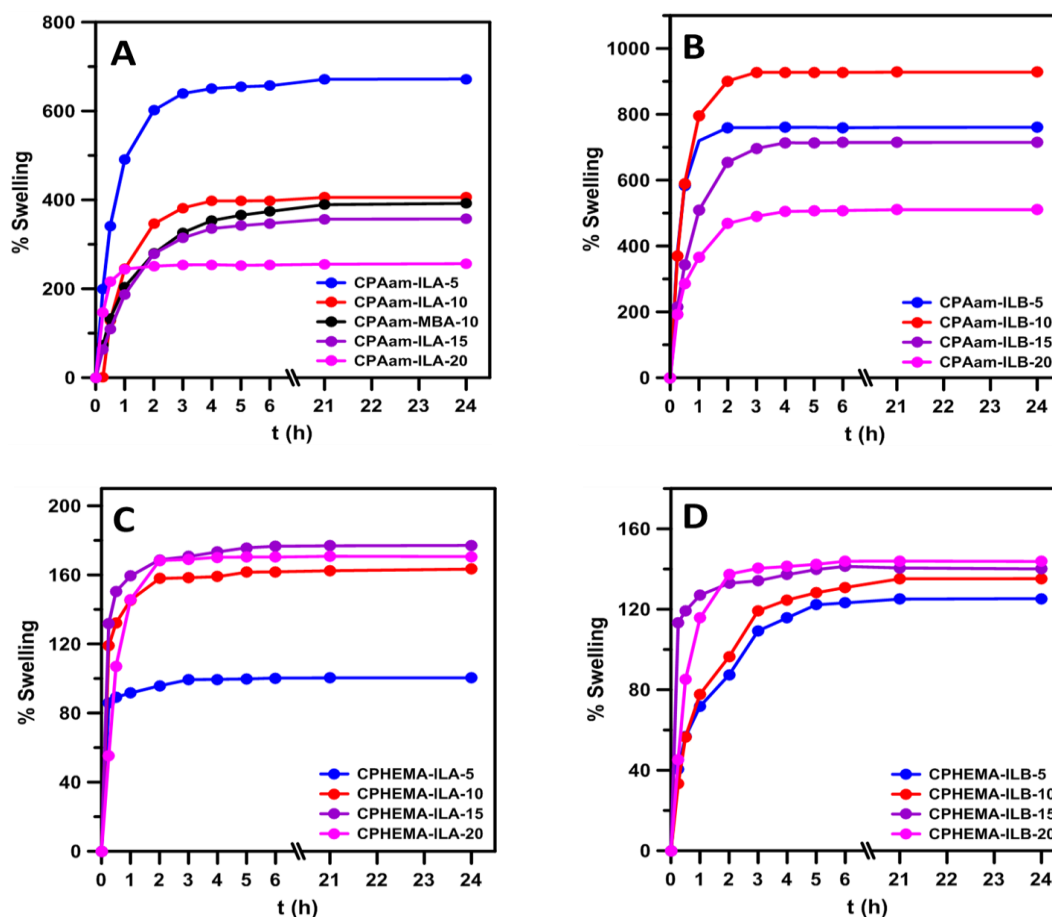 A
% Swelling
800
600
400
200
0
CPAam-ILA-5
CPAam-ILA-10
CPAam-MBA-10
CPAam-ILA-15
CPAam-ILA-20
0 1 2 3 4 5 6 21 22 23 24
t (h)
B
% Swelling
1000
800
600
400
200
0
CPAam-ILB-5
CPAam-ILB-10
CPAam-ILB-15
CPAam-ILB-20
0 1 2 3 4 5 6 21 22 23 24
t (h)
C
% Swelling
200
160
120
80
40
0
CPHEMA-ILA-5
CPHEMA-ILA-10
CPHEMA-ILA-15
CPHEMA-ILA-20
0 1 2 3 4 5 6 21 22 23 24
t (h)
D
% Swelling
160
120
80
40
0
CPHEMA-ILB-5
CPHEMA-ILB-10
CPHEMA-ILB-15
CPHEMA-ILB-20
0 1 2 3 4 5 6 21 22 23 24
t (h)